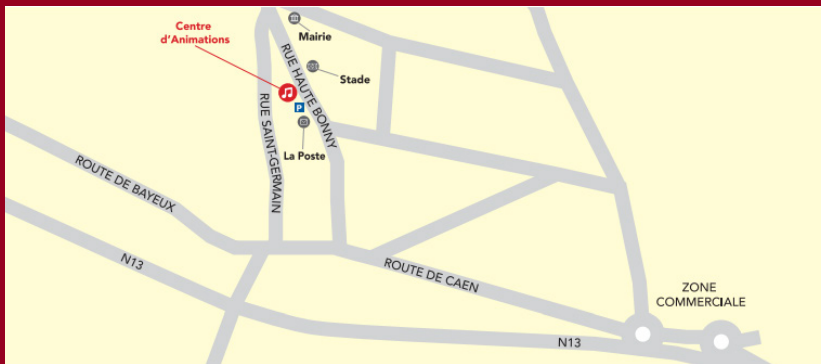 Centre
d'Animations
Mairie
Stade
P
La Poste
RUE HAUTE BONNY
RUE SAINT-GERMAIN
ROUTE DE BAYEUX
N13
ROUTE DE CAEN
ZONE
COMMERCIALE
N13